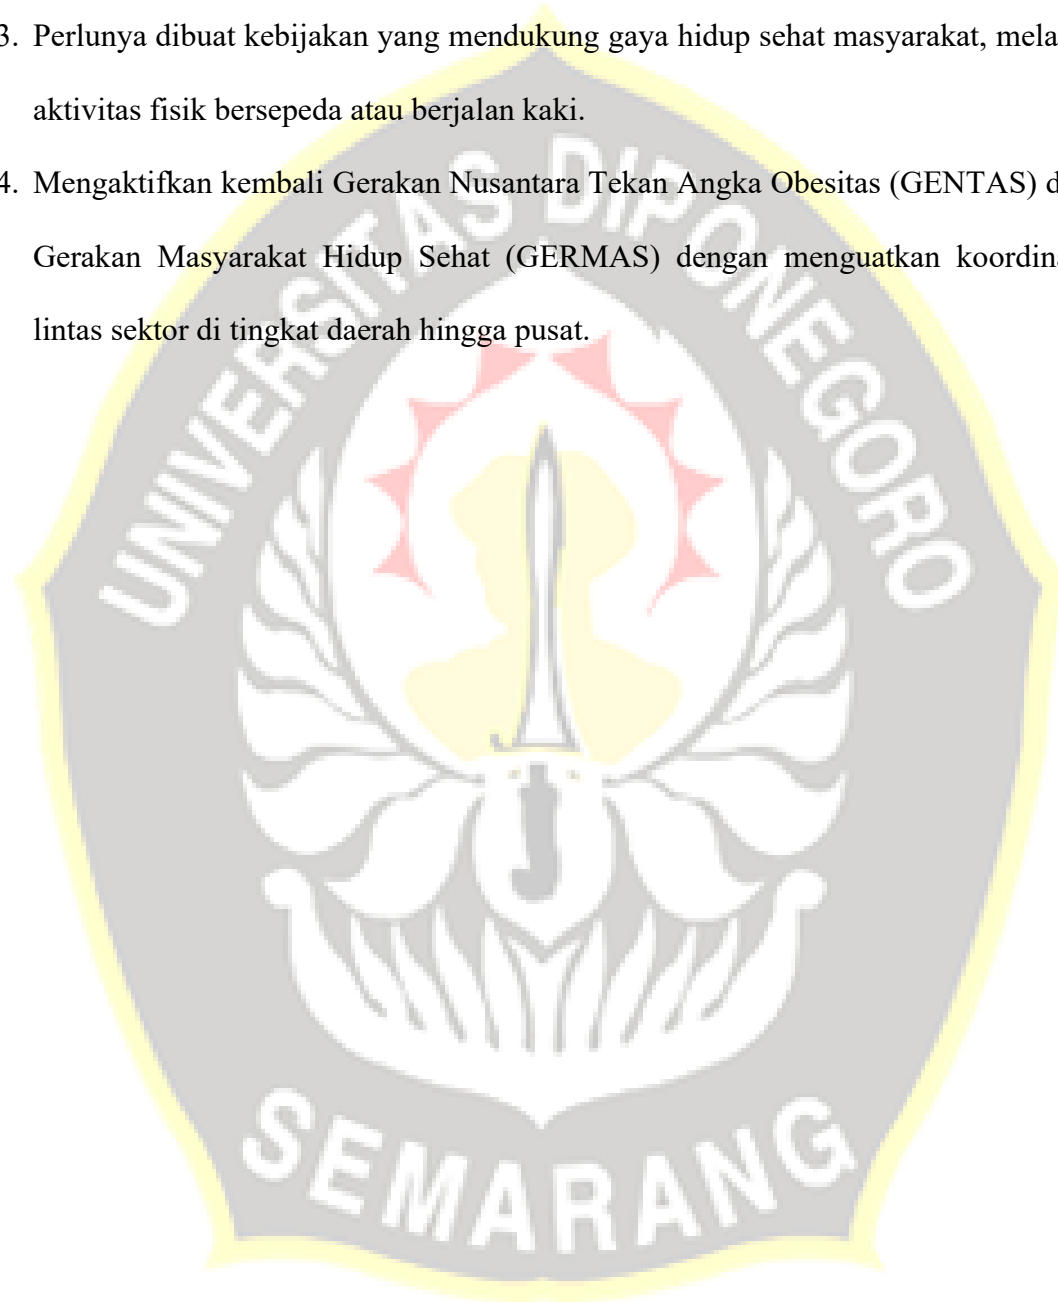 3. Perlunya dibuat kebijakan yang mendukung gaya hidup sehat masyarakat, mela
aktivitas fisik bersepeda atau berjalan kaki.
4. Mengaktifkan kembali Gerakan Nusantara Tekan Angka Obesitas (GENTAS) d
Gerakan Masyarakat Hidup Sehat (GERMAS) dengan menguatkan koordina
lintas sektor di tingkat daerah hingga pusat.
UNIVERSITAS DIPONEGORO
SEMARANG